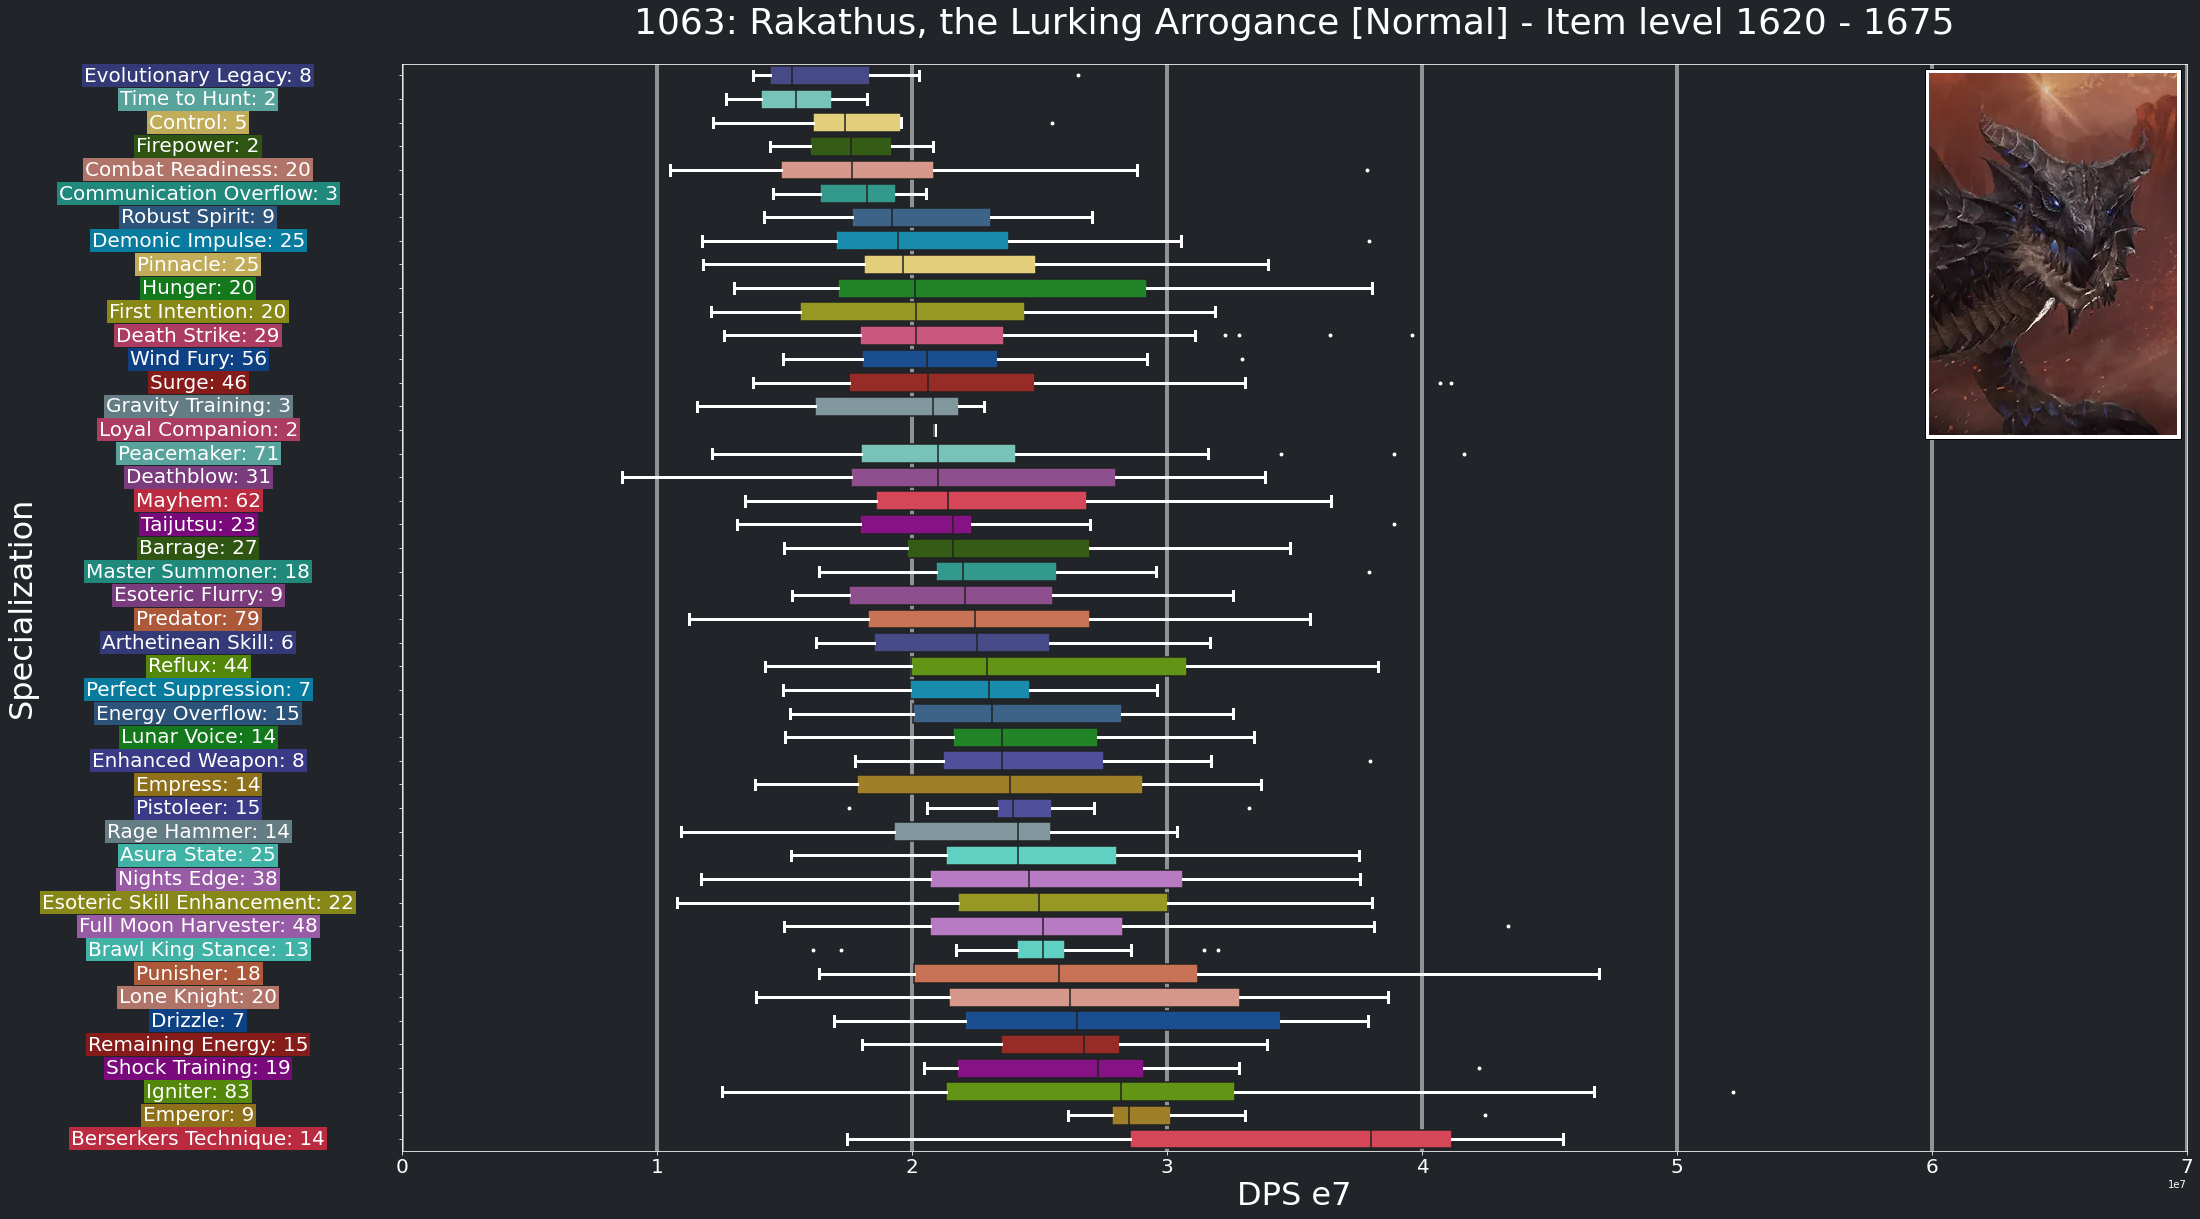 1063: Rakathus, the Lurking Arrogance [Normal] - Item level 1620 - 1675
Specialization
Evolutionary Legacy: 8
Time to Hunt: 2
Control: 5
Firepower: 2
Combat Readiness: 20
Communication Overflow: 3
Robust Spirit: 9
Demonic Impulse: 25
Pinnacle: 25
Hunger: 20
First Intention: 20
Death Strike: 29
Wind Fury: 56
Surge: 46
Gravity Training: 3
Loyal Companion: 2
Peacemaker: 71
Deathblow: 31
Mayhem: 62
Taijutsu: 23
Barrage: 27
Master Summoner: 18
Esoteric Flurry: 9
Predator: 79
Arthetinean Skill: 6
Reflux: 44
Perfect Suppression: 7
Energy Overflow: 15
Lunar Voice: 14
Enhanced Weapon: 8
Empress: 14
Pistoleer: 15
Rage Hammer: 14
Asura State: 25
Nights Edge: 38
Esoteric Skill Enhancement: 22
Full Moon Harvester: 48
Brawl King Stance: 13
Punisher: 18
Lone Knight: 20
Drizzle: 7
Remaining Energy: 15
Shock Training: 19
Igniter: 83
Emperor: 9
Berserkers Technique: 14
0 1 2 3 4 5 6 7
1e7
DPS e7